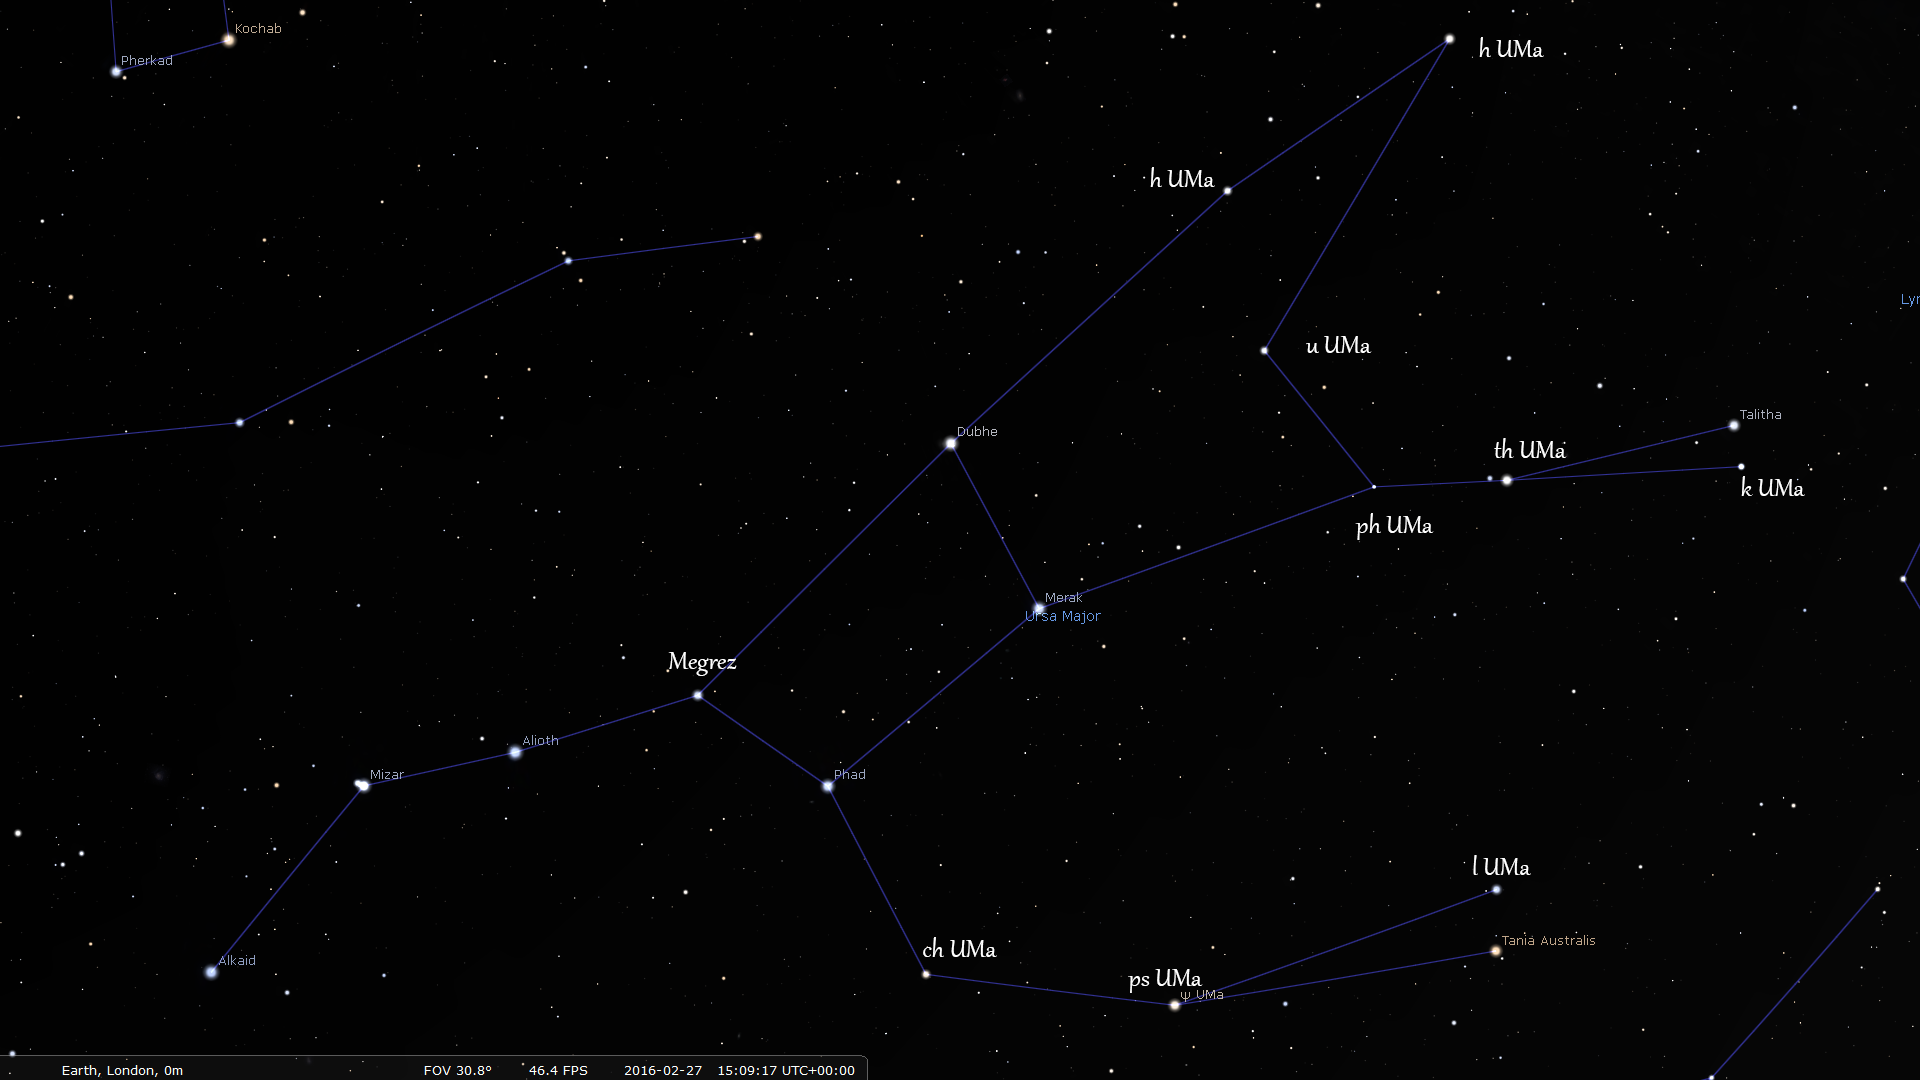 Kochab
Pherkad
h UMa
h UMa
Lyr
u UMa
Talitha
Dubhe
th UMa
k UMa
ph UMa
Merak
Ursa Major
Megrez
Alioth
Mizar
Phad
l UMa
Tania Australis
ch UMa
Alkaid
ps UMa
ψ UMa
Earth, London, 0m FOV 30.8° 46.4 FPS 2016-02-27 15:09:17 UTC+00:00